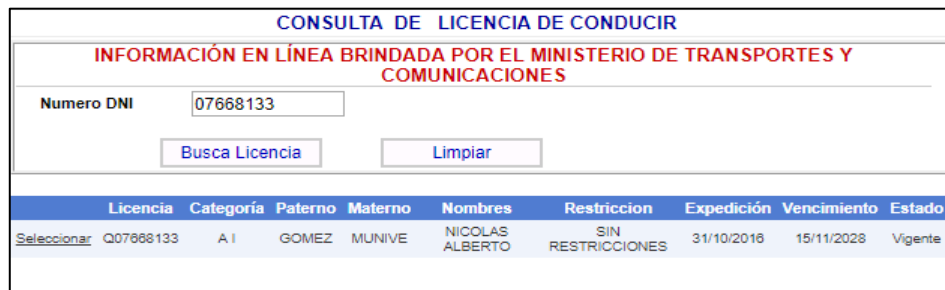 CONSULTA DE LICENCIA DE CONDUCIR
INFORMACIÓN EN LÍNEA BRINDADA POR EL MINISTERIO DE TRANSPORTES Y
COMUNICACIONES
Numero DNI 07668133
Busca Licencia Limpiar
Licencia Categoría Paterno Materno Nombres Restriccion Expedición Vencimiento Estado
Seleccionar Q07668133 A I GOMEZ MUNIVE NICOLAS ALBERTO SIN RESTRICCIONES 31/10/2016 15/11/2028 Vigente